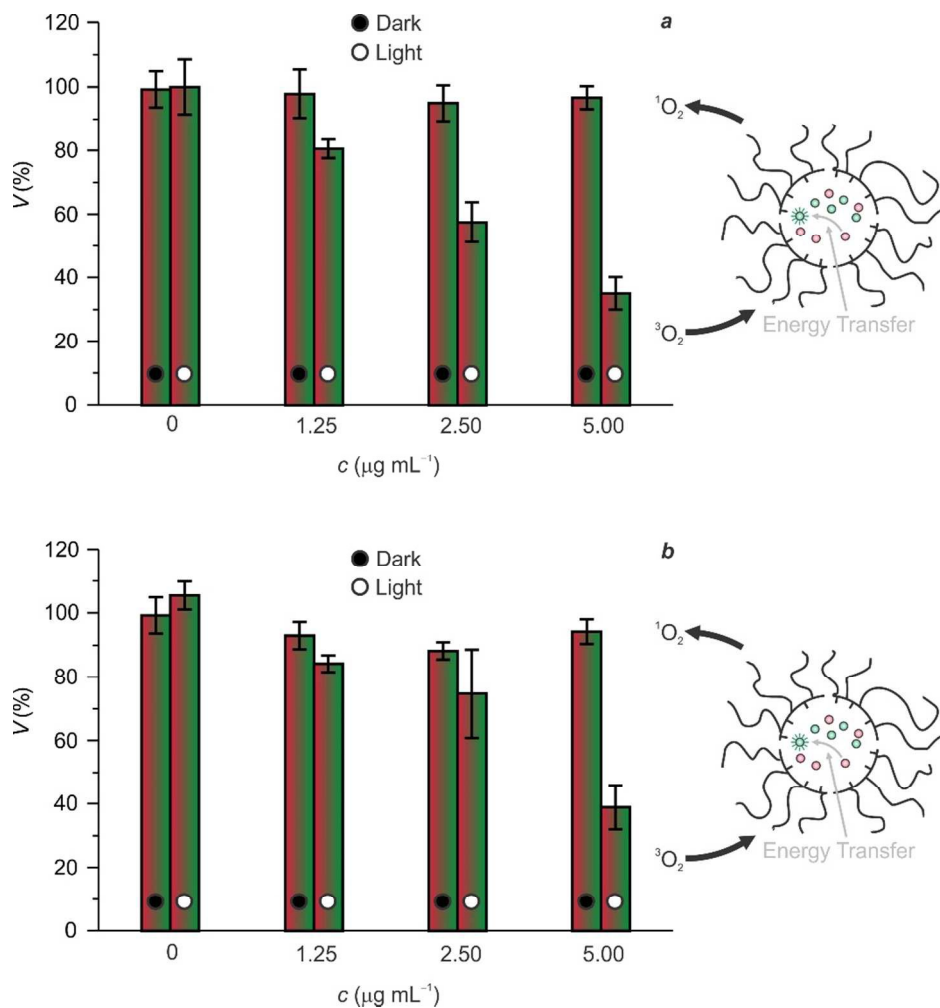 a
Dark
Light
V (%)
120
100
80
60
40
20
0
0 1.25 2.50 5.00
c (μg mL⁻¹)
¹O₂
³O₂
Energy Transfer
b
Dark
Light
V (%)
120
100
80
60
40
20
0
0 1.25 2.50 5.00
c (μg mL⁻¹)
¹O₂
³O₂
Energy Transfer